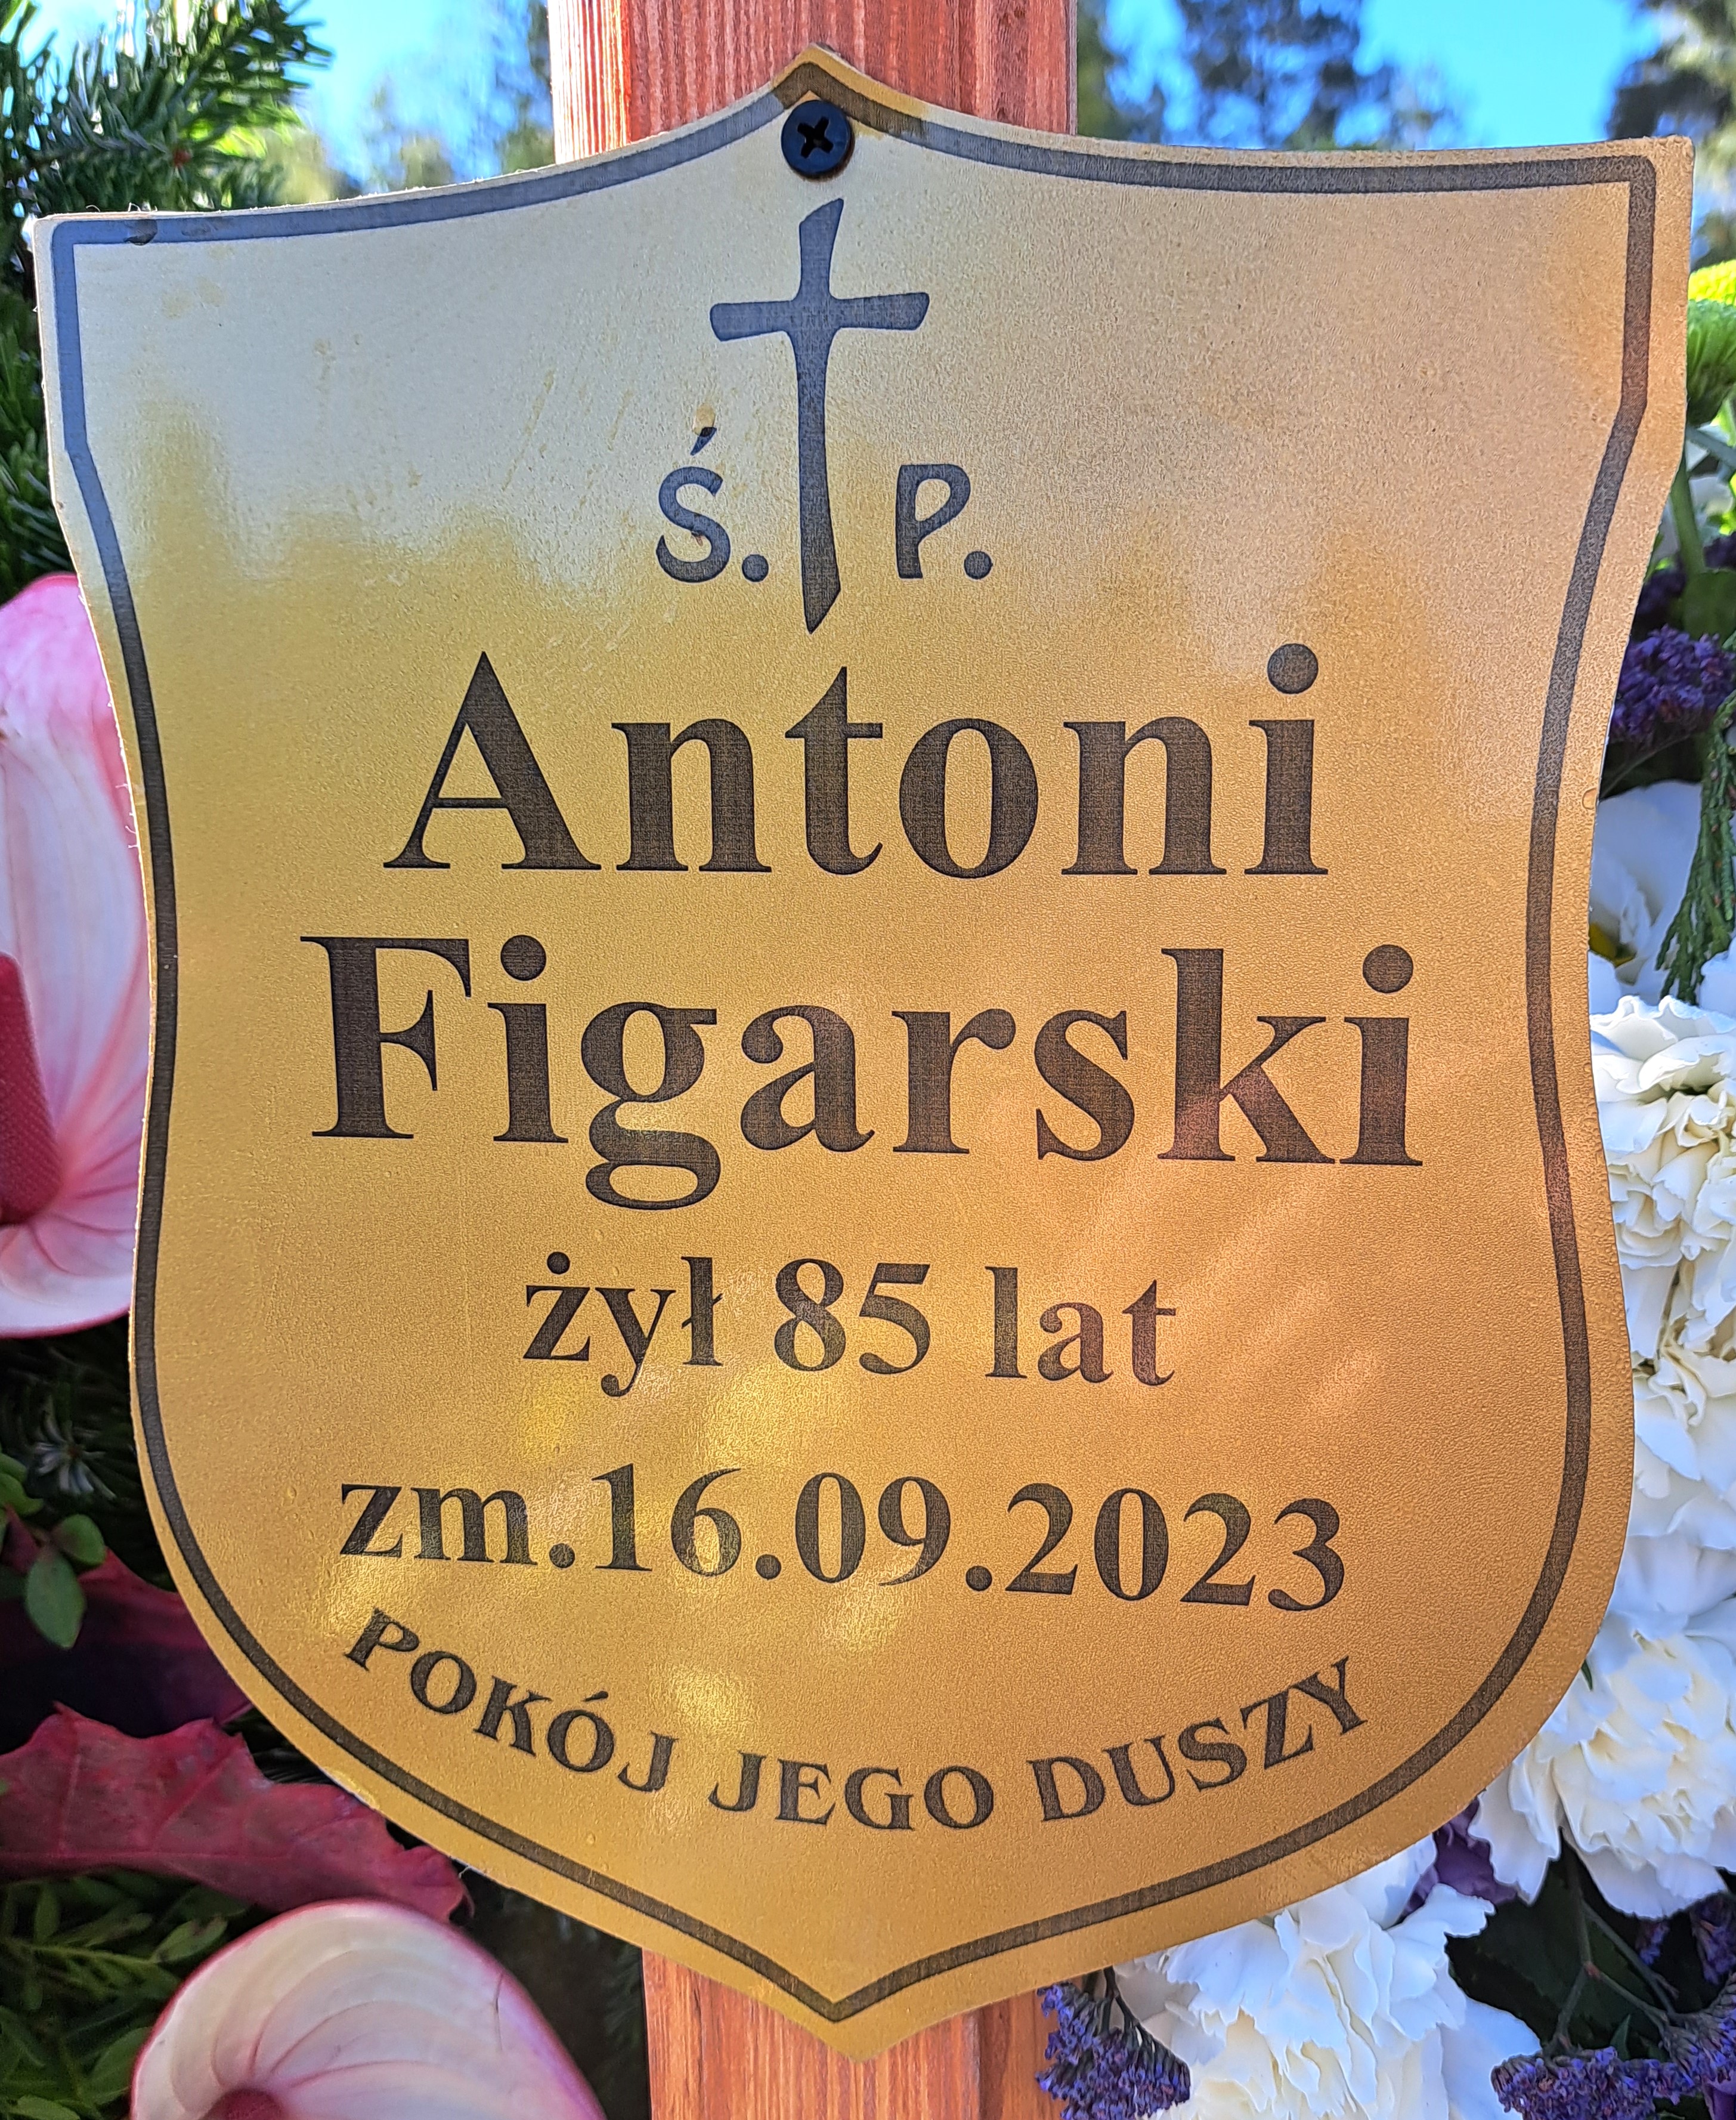 Ś. P.
Antoni
Figarski
żył 85 lat
zm.16.09.2023
POKÓJ JEGO DUSZY